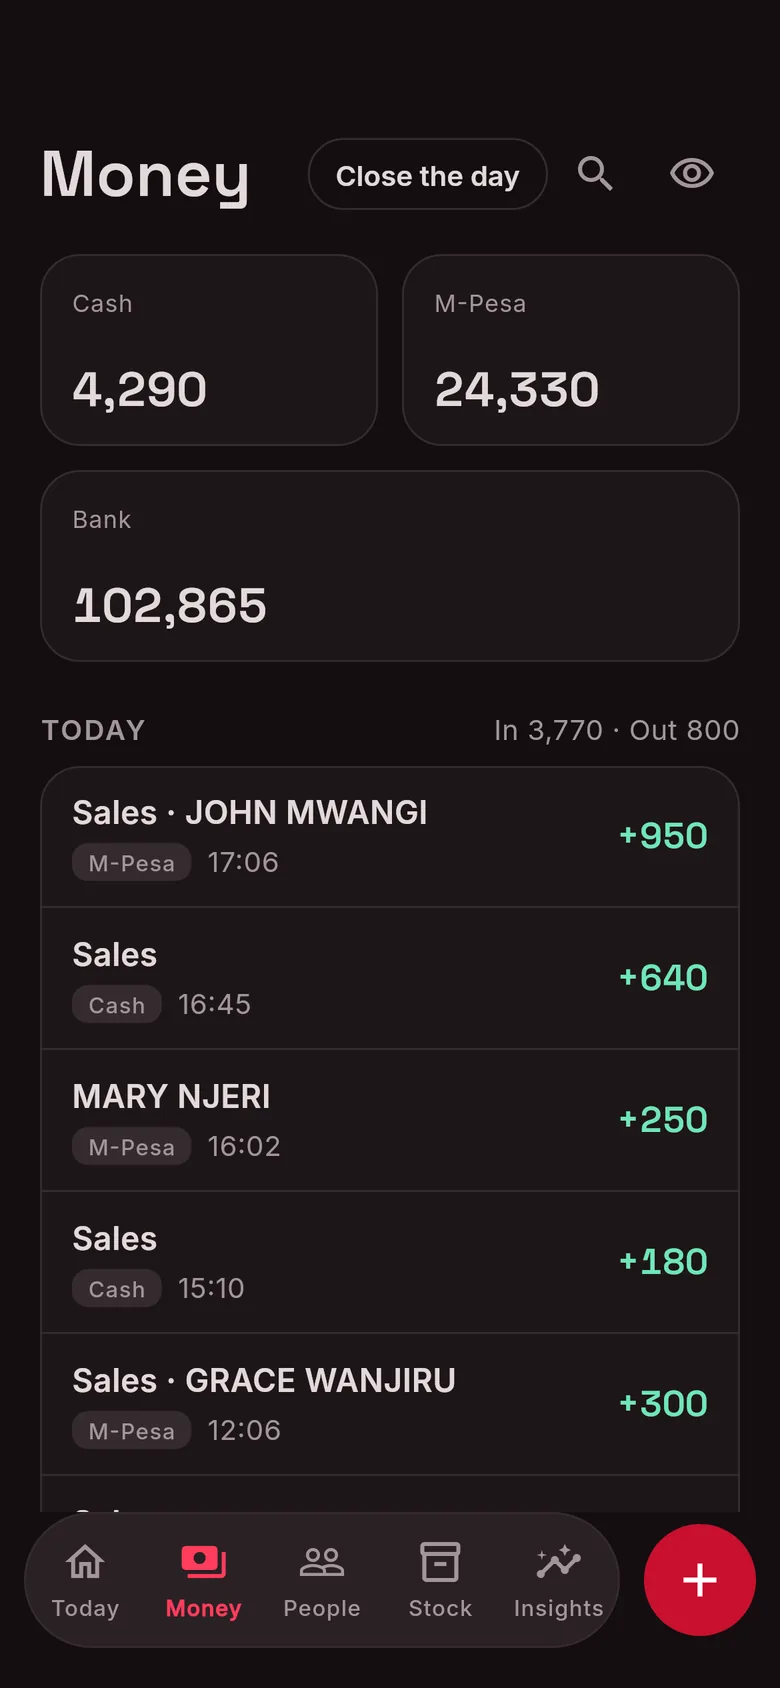 Money
Close the day
Cash
4,290
M-Pesa
24,330
Bank
102,865
TODAY
In 3,770 · Out 800
Sales · JOHN MWANGI
M-Pesa 17:06
+950
Sales
Cash 16:45
+640
MARY NJERI
M-Pesa 16:02
+250
Sales
Cash 15:10
+180
Sales · GRACE WANJIRU
M-Pesa 12:06
+300
Today
Money
People
Stock
Insights